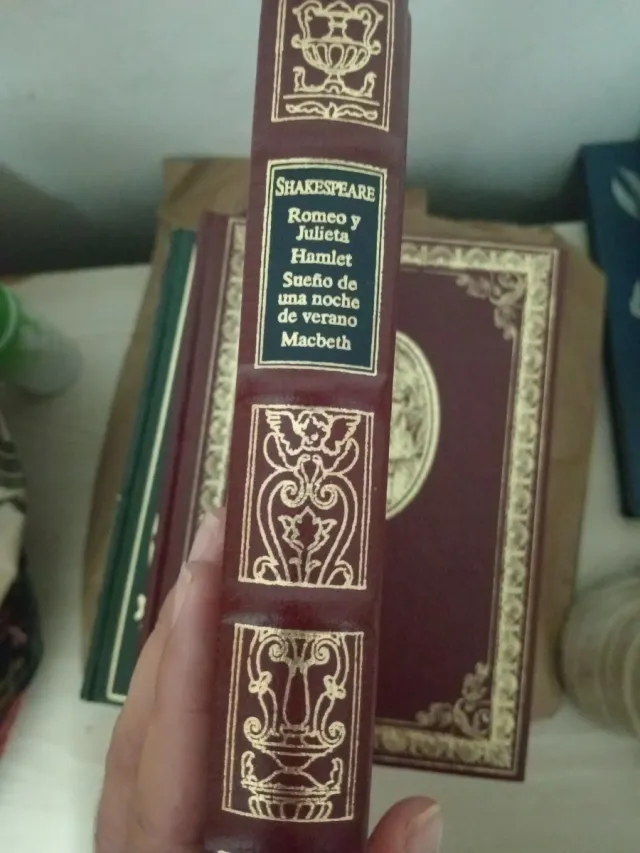 SHAKESPEARE
Romeo y
Julieta
Hamlet
Sueño de
una noche
de verano
Macbeth